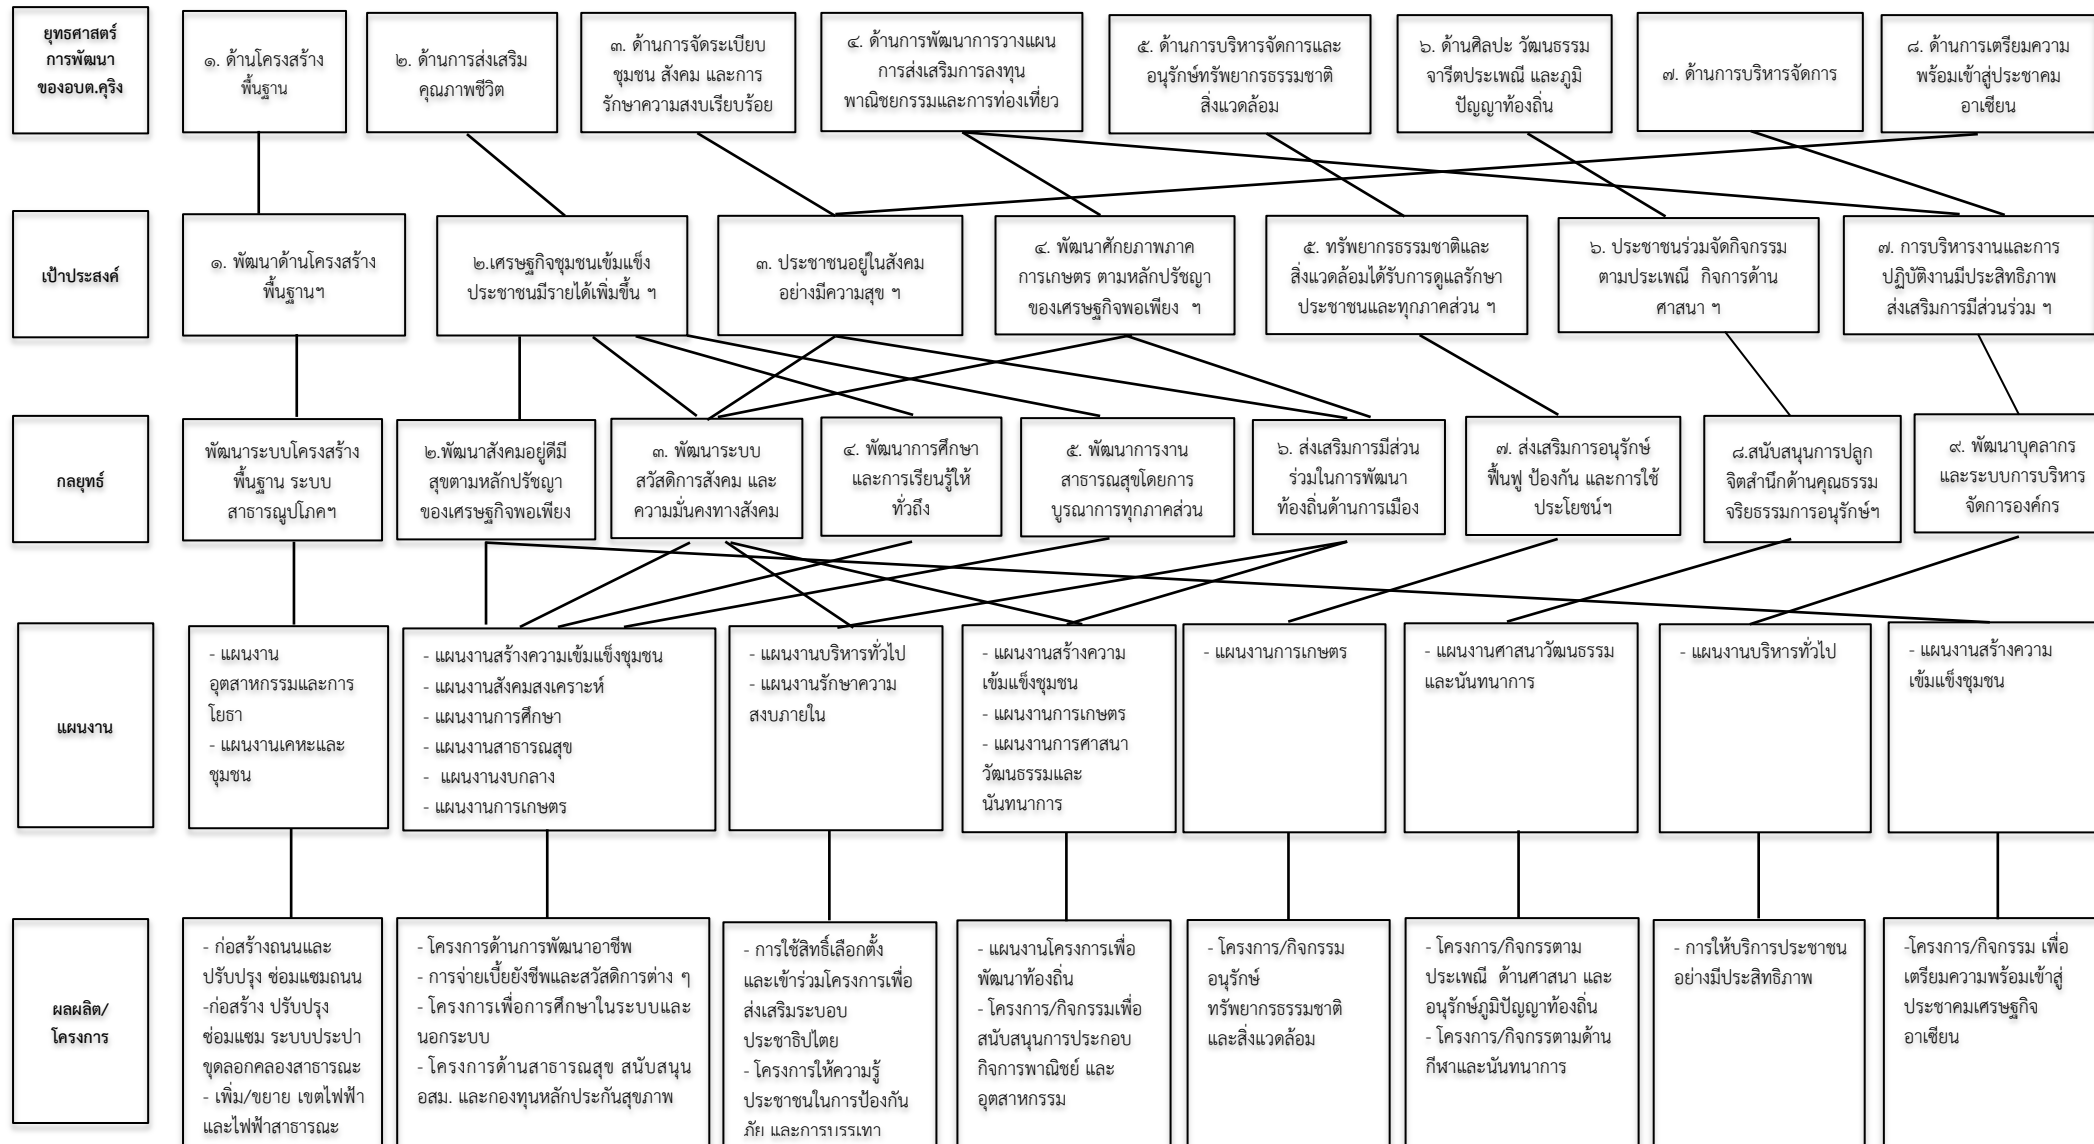 ยุทธศาสตร์
การพัฒนา
ของอบต.คุริง
๑. ด้านโครงสร้าง
พื้นฐาน
๒. ด้านการส่งเสริม
คุณภาพชีวิต
๓. ด้านการจัดระเบียบ
ชุมชน สังคม และการ
รักษาความสงบเรียบร้อย
๔. ด้านการพัฒนาการวางแผน
การส่งเสริมการลงทุน
พาณิชยกรรมและการท่องเที่ยว
๕. ด้านการบริหารจัดการและ
อนุรักษ์ทรัพยากรธรรมชาติ
สิ่งแวดล้อม
๖. ด้านศิลปะ วัฒนธรรม
จารีตประเพณี และภูมิ
ปัญญาท้องถิ่น
๗. ด้านการบริหารจัดการ
๘. ด้านการเตรียมความ
พร้อมเข้าสู่ประชาคม
อาเซียน
เป้าประสงค์
๑. พัฒนาด้านโครงสร้าง
พื้นฐานฯ
๒.เศรษฐกิจชุมชนเข้มแข็ง
ประชาชนมีรายได้เพิ่มขึ้น ฯ
๓. ประชาชนอยู่ในสังคม
อย่างมีความสุข ฯ
๔. พัฒนาศักยภาพภาค
การเกษตร ตามหลักปรัชญา
ของเศรษฐกิจพอเพียง ฯ
๕. ทรัพยากรธรรมชาติและ
สิ่งแวดล้อมได้รับการดูแลรักษา
ประชาชนและทุกภาคส่วน ฯ
๖. ประชาชนร่วมจัดกิจกรรม
ตามประเพณี กิจการด้าน
ศาสนา ฯ
๗. การบริหารงานและการ
ปฏิบัติงานมีประสิทธิภาพ
ส่งเสริมการมีส่วนร่วม ฯ
กลยุทธ์
พัฒนาระบบโครงสร้าง
พื้นฐาน ระบบ
สาธารณูปโภคฯ
๒.พัฒนาสังคมอยู่ดีมี
สุขตามหลักปรัชญา
ของเศรษฐกิจพอเพียง
๓. พัฒนาระบบ
สวัสดิการสังคม และ
ความมั่นคงทางสังคม
๔. พัฒนาการศึกษา
และการเรียนรู้ให้
ทั่วถึง
๕. พัฒนาการงาน
สาธารณสุขโดยการ
บูรณาการทุกภาคส่วน
๖. ส่งเสริมการมีส่วน
ร่วมในการพัฒนา
ท้องถิ่นด้านการเมือง
๗. ส่งเสริมการอนุรักษ์
ฟื้นฟู ป้องกัน และการใช้
ประโยชน์ฯ
๘.สนับสนุนการปลูก
จิตสำนึกด้านคุณธรรม
จริยธรรมการอนุรักษ์ฯ
๙. พัฒนาบุคลากร
และระบบการบริหาร
จัดการองค์กร
แผนงาน
- แผนงาน
อุตสาหกรรมและการ
โยธา
- แผนงานเคหะและ
ชุมชน
- แผนงานสร้างความเข้มแข็งชุมชน
- แผนงานสังคมสงเคราะห์
- แผนงานการศึกษา
- แผนงานสาธารณสุข
- แผนงานงบกลาง
- แผนงานการเกษตร
- แผนงานบริหารทั่วไป
- แผนงานรักษาความ
สงบภายใน
- แผนงานสร้างความ
เข้มแข็งชุมชน
- แผนงานการเกษตร
- แผนงานการศาสนา
วัฒนธรรมและ
นันทนาการ
- แผนงานการเกษตร
- แผนงานศาสนาวัฒนธรรม
และนันทนาการ
- แผนงานบริหารทั่วไป
- แผนงานสร้างความ
เข้มแข็งชุมชน
ผลผลิต/
โครงการ
- ก่อสร้างถนนและ
ปรับปรุง ซ่อมแซมถนน
-ก่อสร้าง ปรับปรุง
ซ่อมแซม ระบบประปา
ขุดลอกคลองสาธารณะ
- เพิ่ม/ขยาย เขตไฟฟ้า
และไฟฟ้าสาธารณะ
- โครงการด้านการพัฒนาอาชีพ
- การจ่ายเบี้ยยังชีพและสวัสดิการต่าง ๆ
- โครงการเพื่อการศึกษาในระบบและ
นอกระบบ
- โครงการด้านสาธารณสุข สนับสนุน
อสม. และกองทุนหลักประกันสุขภาพ
- การใช้สิทธิ์เลือกตั้ง
และเข้าร่วมโครงการเพื่อ
ส่งเสริมระบอบ
ประชาธิปไตย
- โครงการให้ความรู้
ประชาชนในการป้องกัน
ภัย และการบรรเทา
- แผนงานโครงการเพื่อ
พัฒนาท้องถิ่น
- โครงการ/กิจกรรมเพื่อ
สนับสนุนการประกอบ
กิจการพาณิชย์ และ
อุตสาหกรรม
- โครงการ/กิจกรรม
อนุรักษ์
ทรัพยากรธรรมชาติ
และสิ่งแวดล้อม
- โครงการ/กิจกรรตาม
ประเพณี ด้านศาสนา และ
อนุรักษ์ภูมิปัญญาท้องถิ่น
- โครงการ/กิจกรรตามด้าน
กีฬาและนันทนาการ
- การให้บริการประชาชน
อย่างมีประสิทธิภาพ
-โครงการ/กิจกรรม เพื่อ
เตรียมความพร้อมเข้าสู่
ประชาคมเศรษฐกิจ
อาเซียน